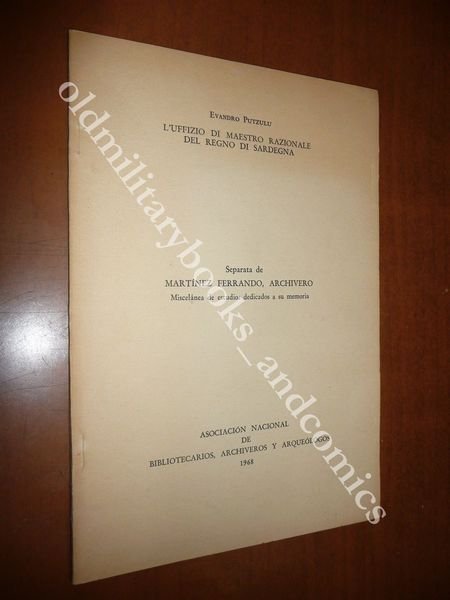 EVANDRO PUTZULU
L'UFFIZIO DI MAESTRO RAZIONALE
DEL REGNO DI SARDEGNA
Separata de
MARTÍNEZ FERRANDO, ARCHIVERO
Miscelánea de estudios dedicados a su memoria
ASOCIACIÓN NACIONAL
DE
BIBLIOTECARIOS, ARCHIVEROS Y ARQUEÓLOGOS
1968
oldmilitarybooks_andcomics